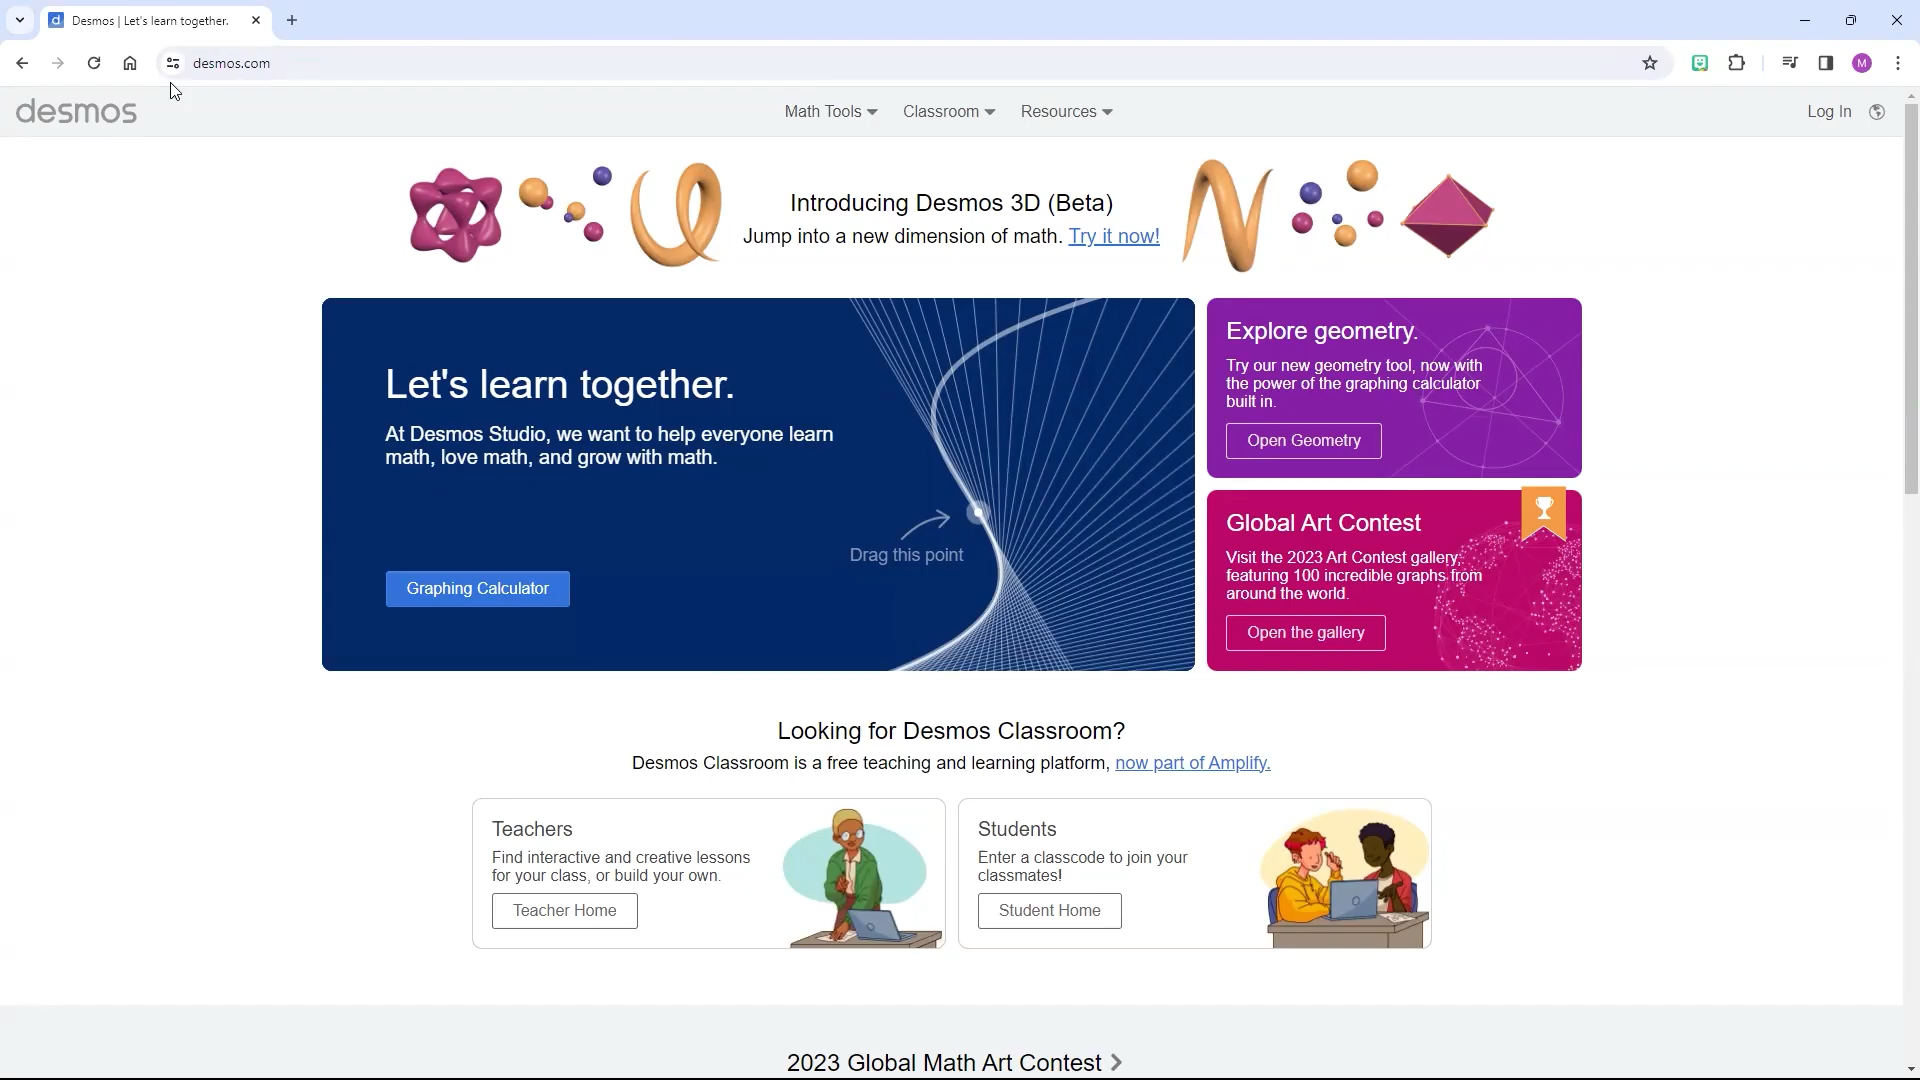 Desmos | Let's learn together.
desmos.com
M
desmos
Math Tools
Classroom
Resources
Log In
Introducing Desmos 3D (Beta)
Jump into a new dimension of math. Try it now!
Let's learn together.
At Desmos Studio, we want to help everyone learn
math, love math, and grow with math.
Drag this point
Graphing Calculator
Explore geometry.
Try our new geometry tool, now with
the power of the graphing calculator
built in.
Open Geometry
Global Art Contest
Visit the 2023 Art Contest gallery,
featuring 100 incredible graphs from
around the world.
Open the gallery
Looking for Desmos Classroom?
Desmos Classroom is a free teaching and learning platform, now part of Amplify.
Teachers
Find interactive and creative lessons
for your class, or build your own.
Teacher Home
Students
Enter a classcode to join your
classmates!
Student Home
2023 Global Math Art Contest